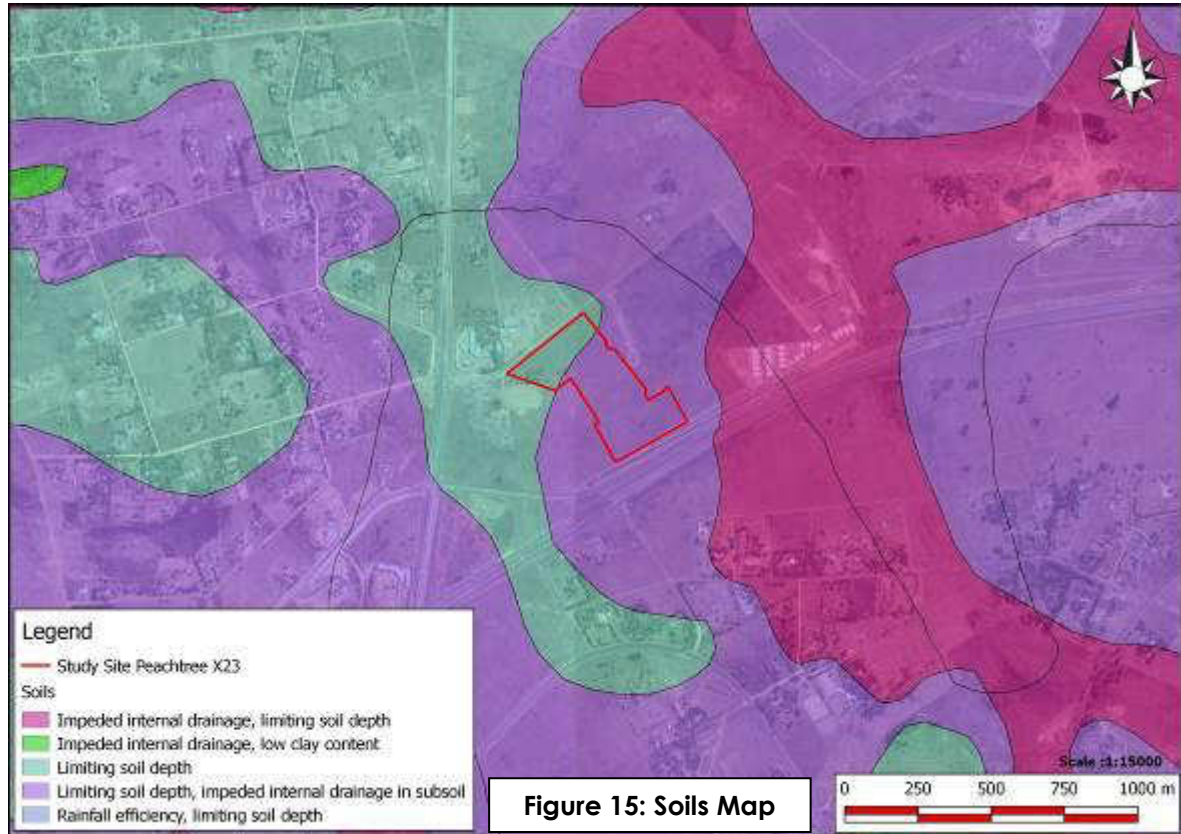 Legend
Study Site Peachtree X23
Soils
Impeded internal drainage, limiting soil depth
Impeded internal drainage, low clay content
Limiting soil depth
Limiting soil depth, impeded internal drainage in subsoil
Rainfall efficiency, limiting soil depth
Figure 15: Soils Map
Scale :1:15000
0 250 500 750 1000 m